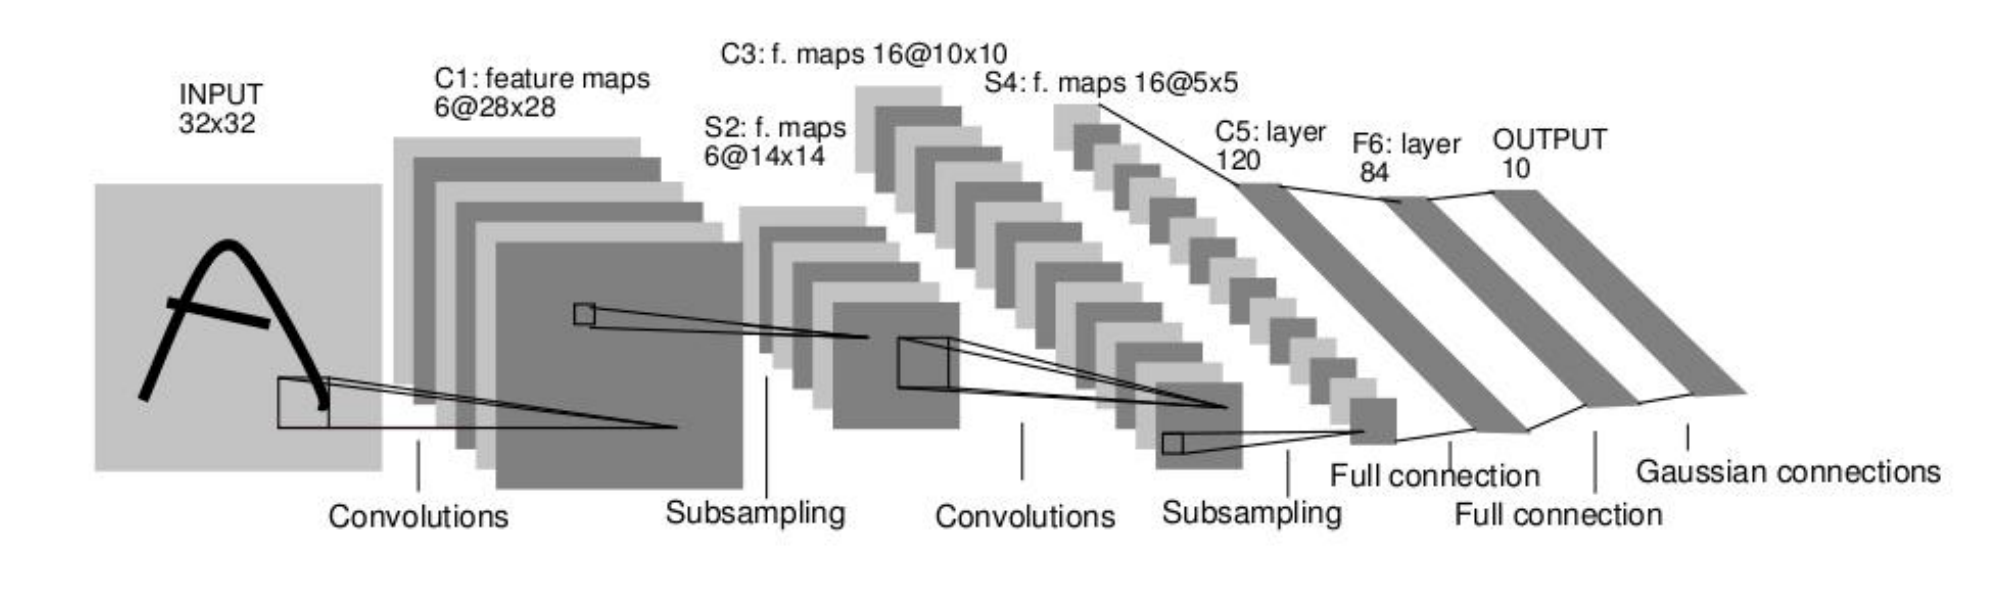 INPUT
32x32
C1: feature maps
6@28x28
S2: f. maps
6@14x14
C3: f. maps 16@10x10
S4: f. maps 16@5x5
C5: layer
120
F6: layer
84
OUTPUT
10
Convolutions
Subsampling
Convolutions
Subsampling
Full connection
Full connection
Gaussian connections